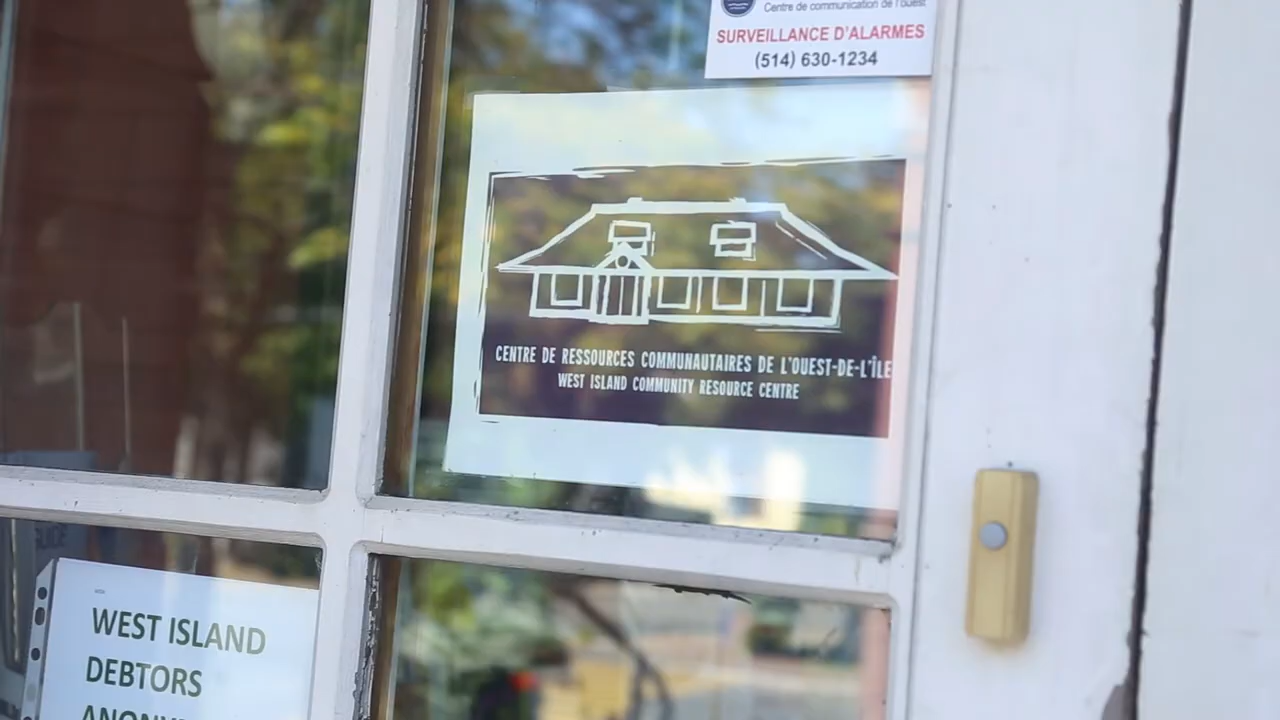 Centre de communication de l'ouest
SURVEILLANCE D'ALARMES
(514) 630-1234
CENTRE DE RESSOURCES COMMUNAUTAIRES DE L'OUEST-DE-L'ÎLE
WEST ISLAND COMMUNITY RESOURCE CENTRE
WEST ISLAND
DEBTORS